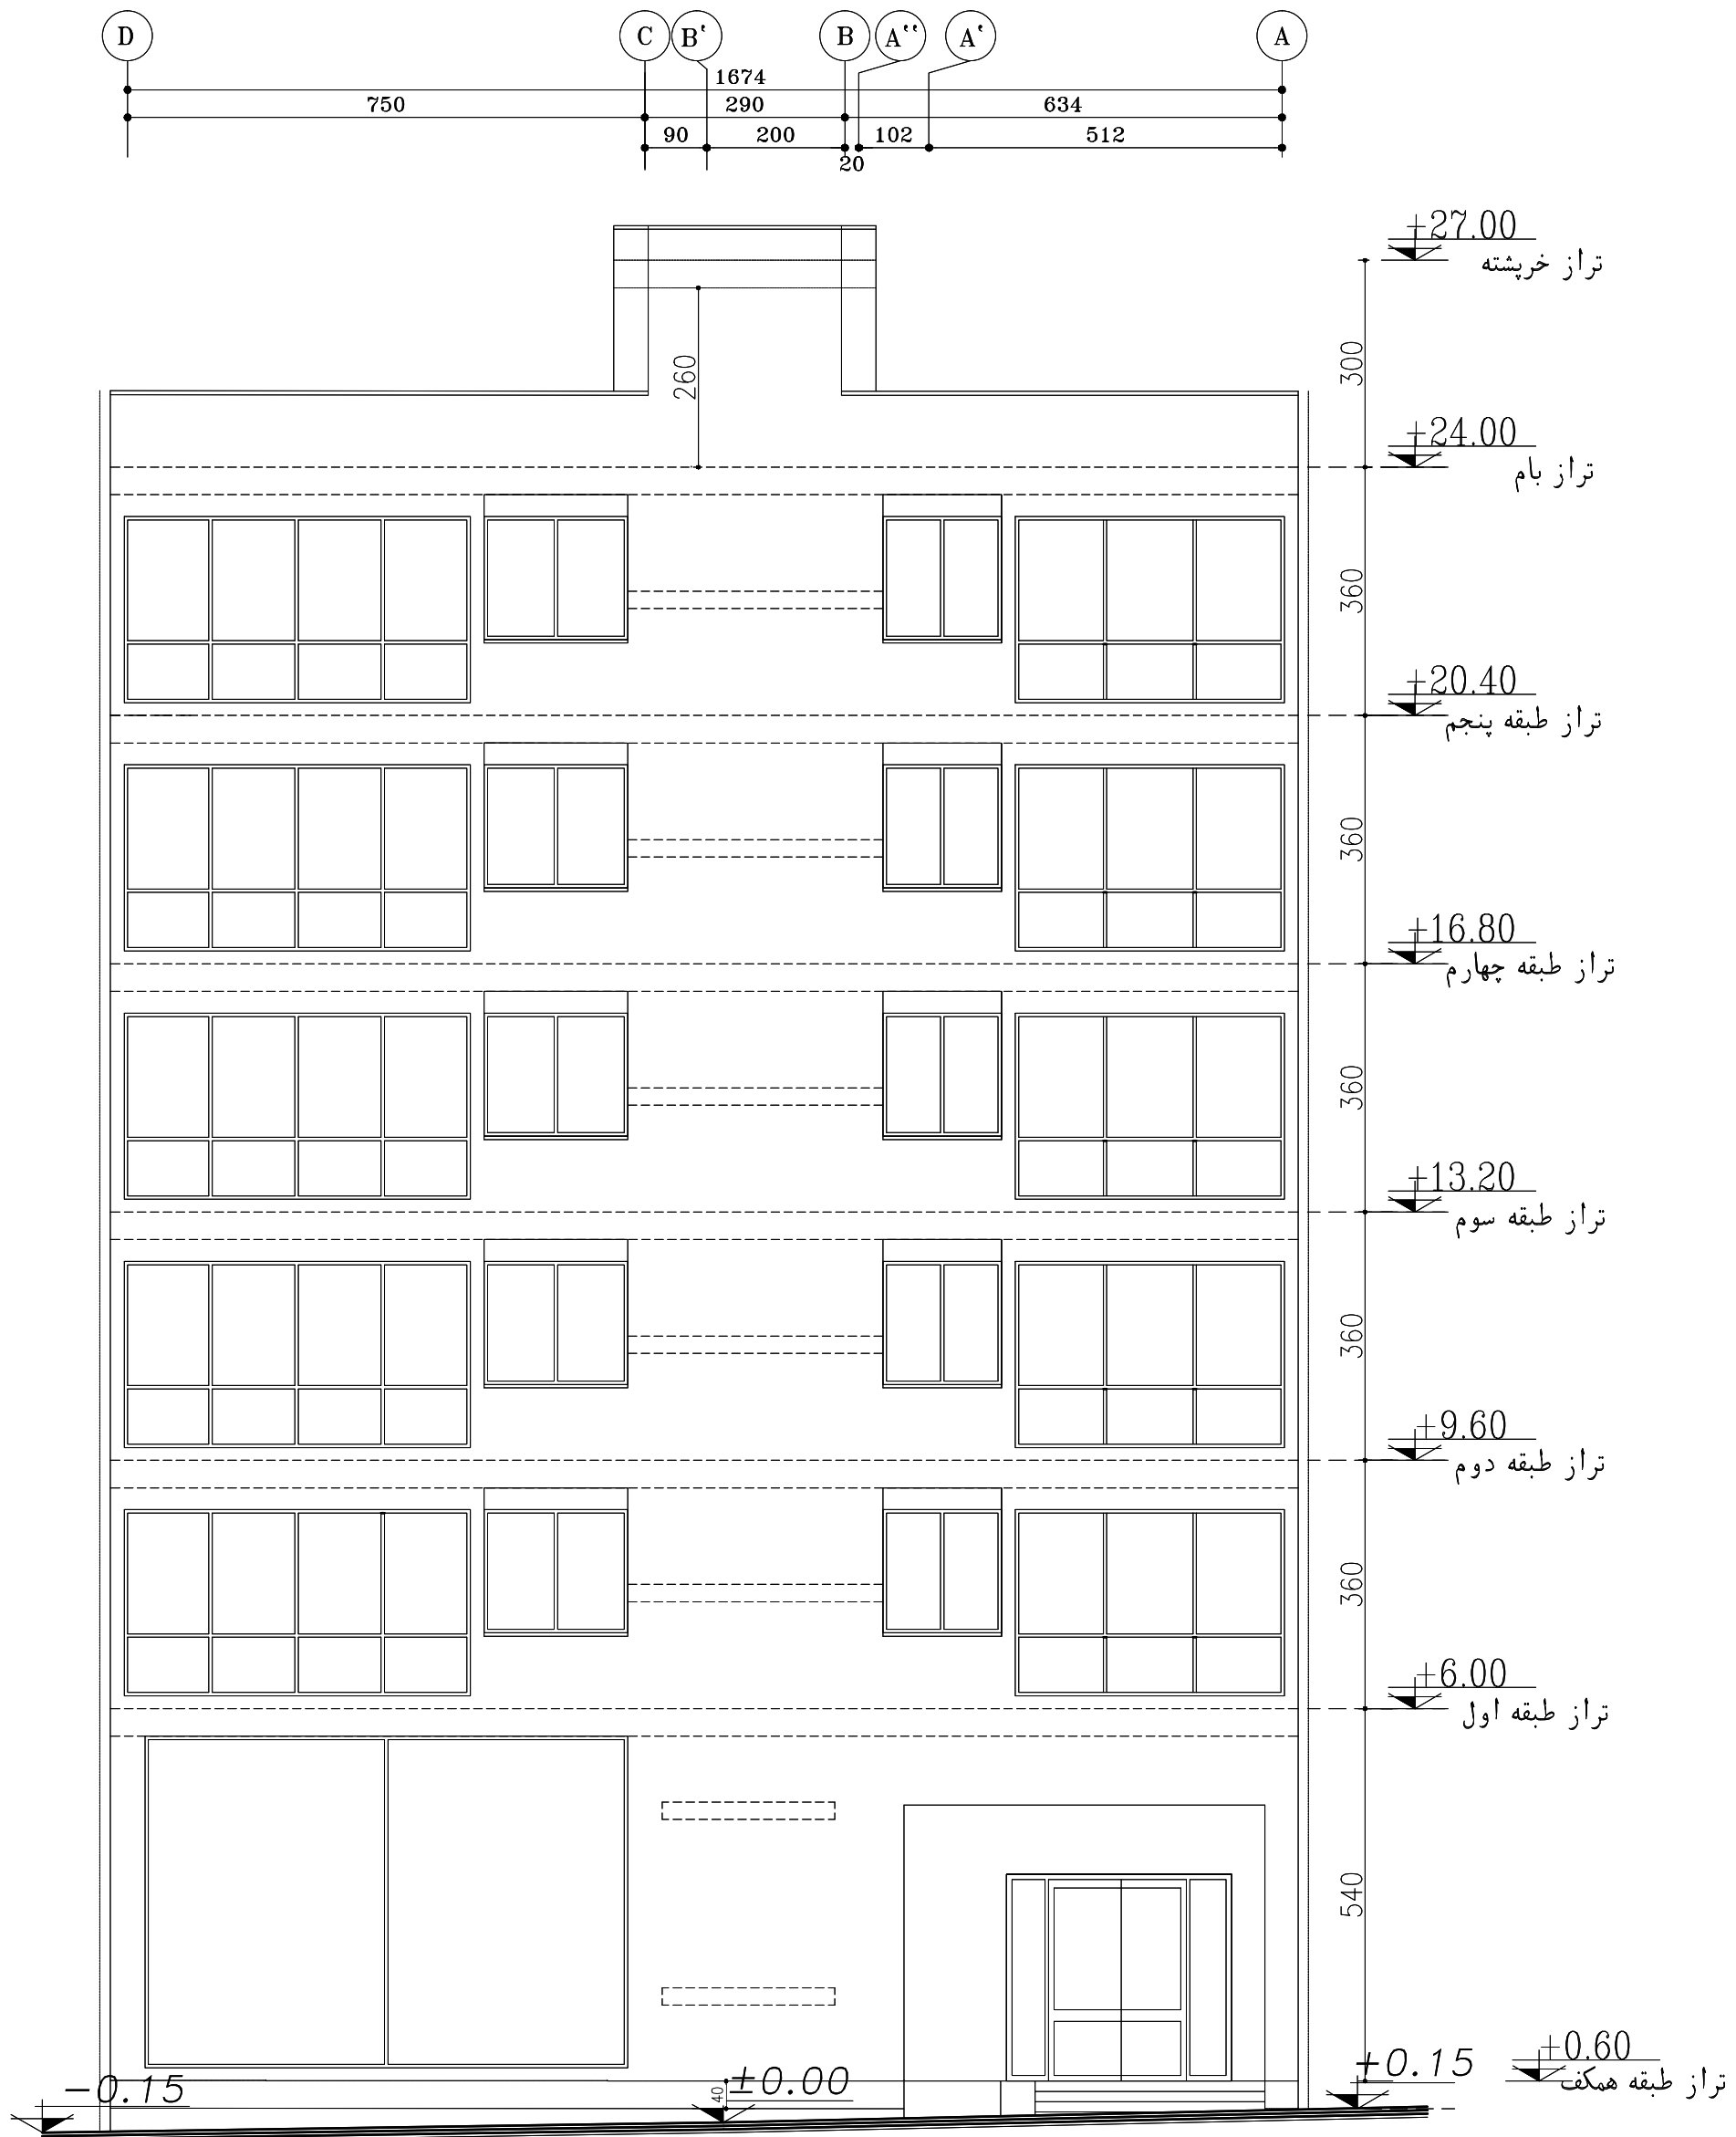 D C B‘ B A‘‘ A‘ A
1674
750 290 634
90 200 102 512
20
+27.00
تراز خرپشته
300
260
+24.00
تراز بام
360
+20.40
تراز طبقه پنجم
360
+16.80
تراز طبقه چهارم
360
+13.20
تراز طبقه سوم
360
+9.60
تراز طبقه دوم
360
+6.00
تراز طبقه اول
540
+0.60
تراز طبقه همکف
+0.15
±0.00
40
-0.15